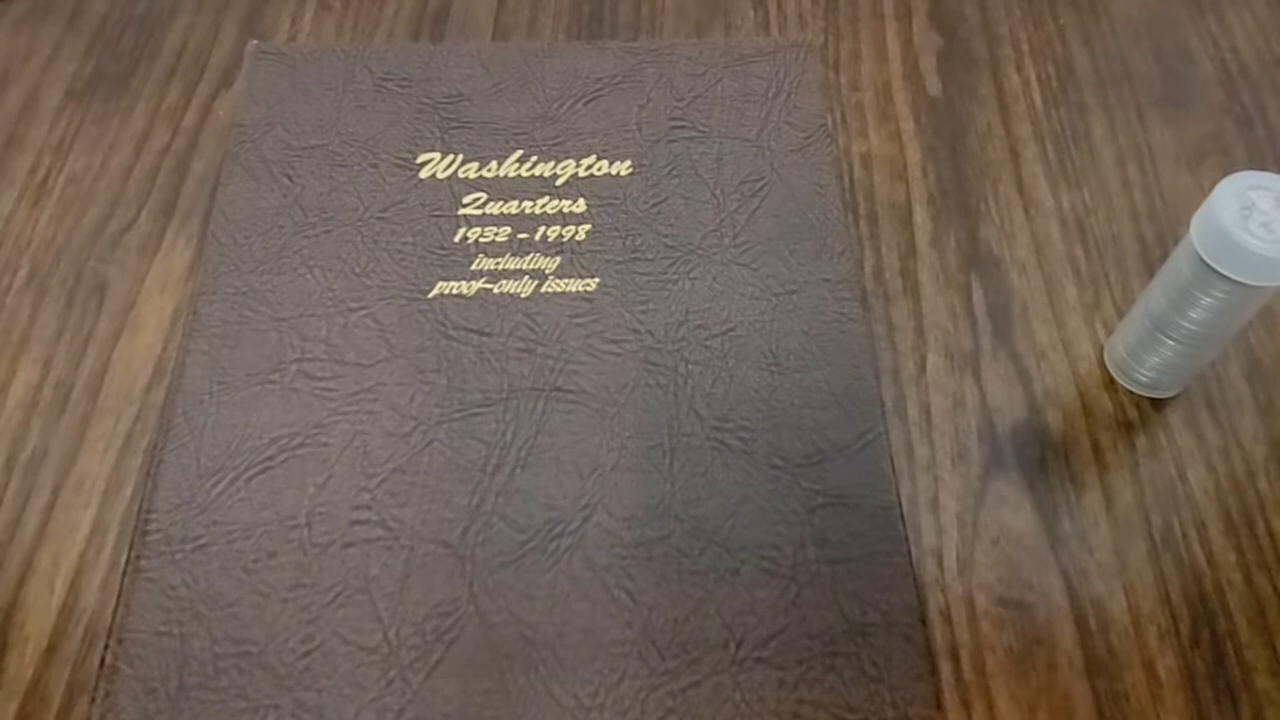 Washington
Quarters
1932-1998
including
proof-only issues